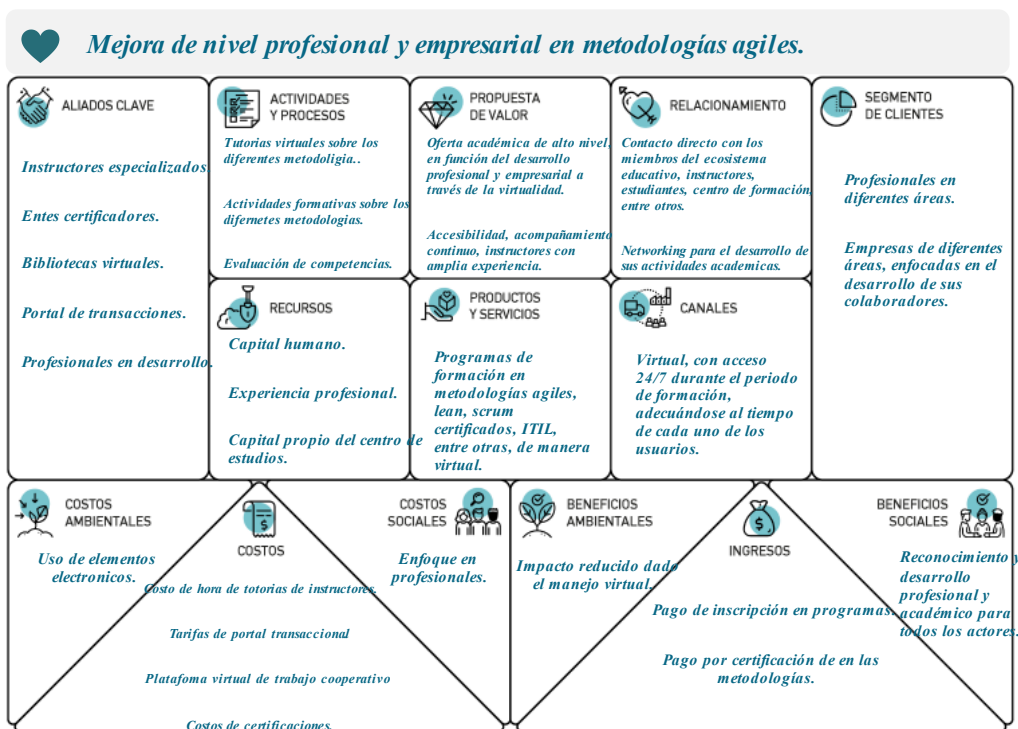 Mejora de nivel profesional y empresarial en metodologías agiles.
ALIADOS CLAVE
Instructores especializados.
Entes certificadores.
Bibliotecas virtuales.
Portal de transacciones.
Profesionales en desarrollo.
ACTIVIDADES
Y PROCESOS
Tutorias virtuales sobre los
diferentes metodoligia..
Actividades formativas sobre los
difernetes metodologias.
Evaluación de competencias.
RECURSOS
Capital humano.
Experiencia profesional.
Capital propio del centro de
estudios.
PROPUESTA
DE VALOR
Oferta académica de alto nivel,
en función del desarrollo
profesional y empresarial a
través de la virtualidad.
Accesibilidad, acompañamiento
continuo, instructores con
amplia experiencia.
PRODUCTOS
Y SERVICIOS
Programas de
formación en
metodologías agiles,
lean, scrum
certificados, ITIL,
entre otras, de manera
virtual.
RELACIONAMIENTO
Contacto directo con los
miembros del ecosistema
educativo, instructores,
estudiantes, centro de formación,
entre otros.
Networking para el desarrollo de
sus actividades academicas.
CANALES
Virtual, con acceso
24/7 durante el periodo
de formación,
adecuándose al tiempo
de cada uno de los
usuarios.
SEGMENTO
DE CLIENTES
Profesionales en
diferentes áreas.
Empresas de diferentes
áreas, enfocadas en el
desarrollo de sus
colaboradores.
COSTOS
AMBIENTALES
Uso de elementos
electronicos.
COSTOS
Costo de hora de totorias de instructores.
Tarifas de portal transaccional
Platafoma virtual de trabajo cooperativo
Costos de certificaciones.
COSTOS
SOCIALES
Enfoque en
profesionales.
BENEFICIOS
AMBIENTALES
Impacto reducido dado
el manejo virtual.
INGRESOS
Pago de inscripción en programas.
Pago por certificación de en las
metodologías.
BENEFICIOS
SOCIALES
Reconocimiento y
desarrollo
profesional y
académico para
todos los actores.